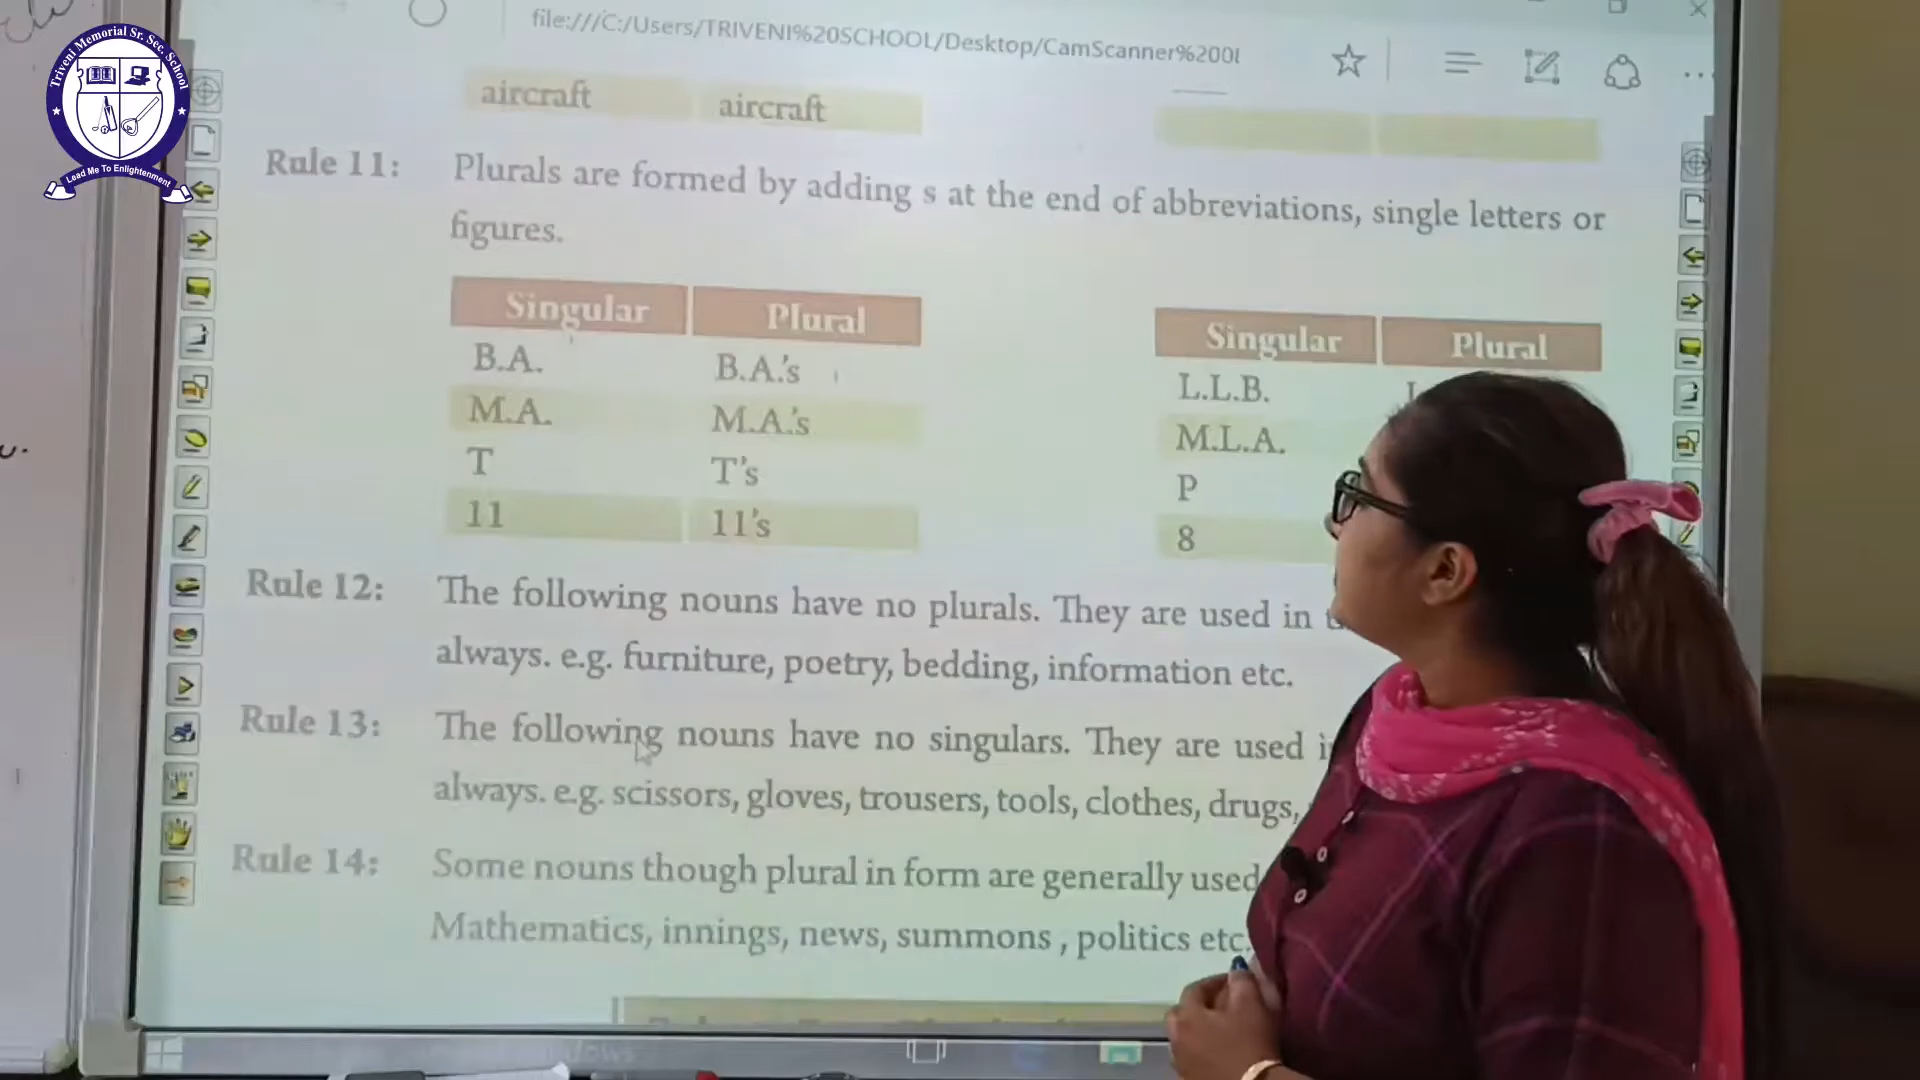 Triveni Memorial Sr. Sec. School
Lead Me To Enlightenment
file:///C:/Users/TRIVENI%20SCHOOL/Desktop/CamScanner%200
aircraft aircraft
Rule 11: Plurals are formed by adding s at the end of abbreviations, single letters or
figures.
Singular Plural Singular Plural
B.A. B.A.'s L.L.B.
M.A. M.A.'s M.L.A.
T T's P
11 11's 8
Rule 12: The following nouns have no plurals. They are used in
always. e.g. furniture, poetry, bedding, information etc.
Rule 13: The following nouns have no singulars. They are used
always. e.g. scissors, gloves, trousers, tools, clothes, drugs,
Rule 14: Some nouns though plural in form are generally used
Mathematics, innings, news, summons , politics etc.